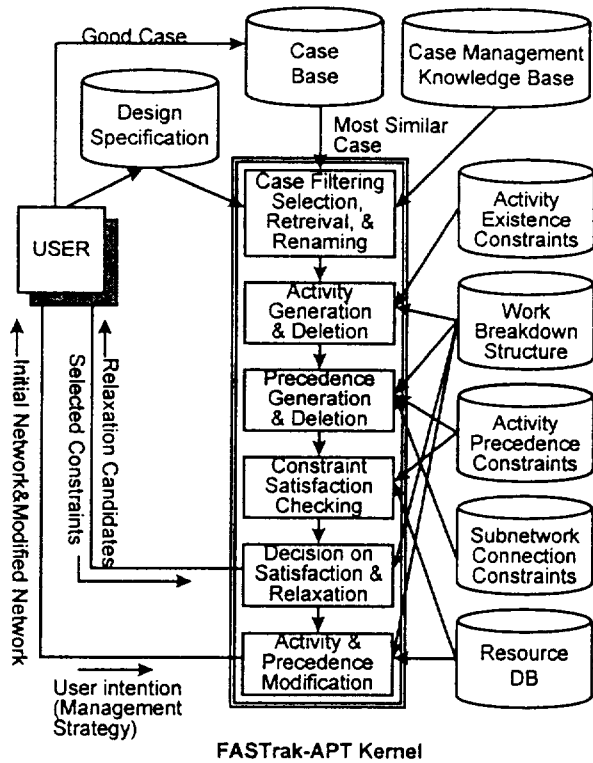 Good Case
Case
Base
Case Management
Knowledge Base
Design
Specification
Most Similar
Case
USER
Case Filtering
Selection,
Retreival, &
Renaming
Activity
Existence
Constraints
Activity
Generation
& Deletion
Work
Breakdown
Structure
Precedence
Generation
& Deletion
Activity
Precedence
Constraints
Constraint
Satisfaction
Checking
Subnetwork
Connection
Constraints
Decision on
Satisfaction &
Relaxation
Activity &
Precedence
Modification
Resource
DB
Initial Network&Modified Network
Selected Constraints
Relaxation Candidates
User intention
(Management
Strategy)
FASTrak-APT Kernel